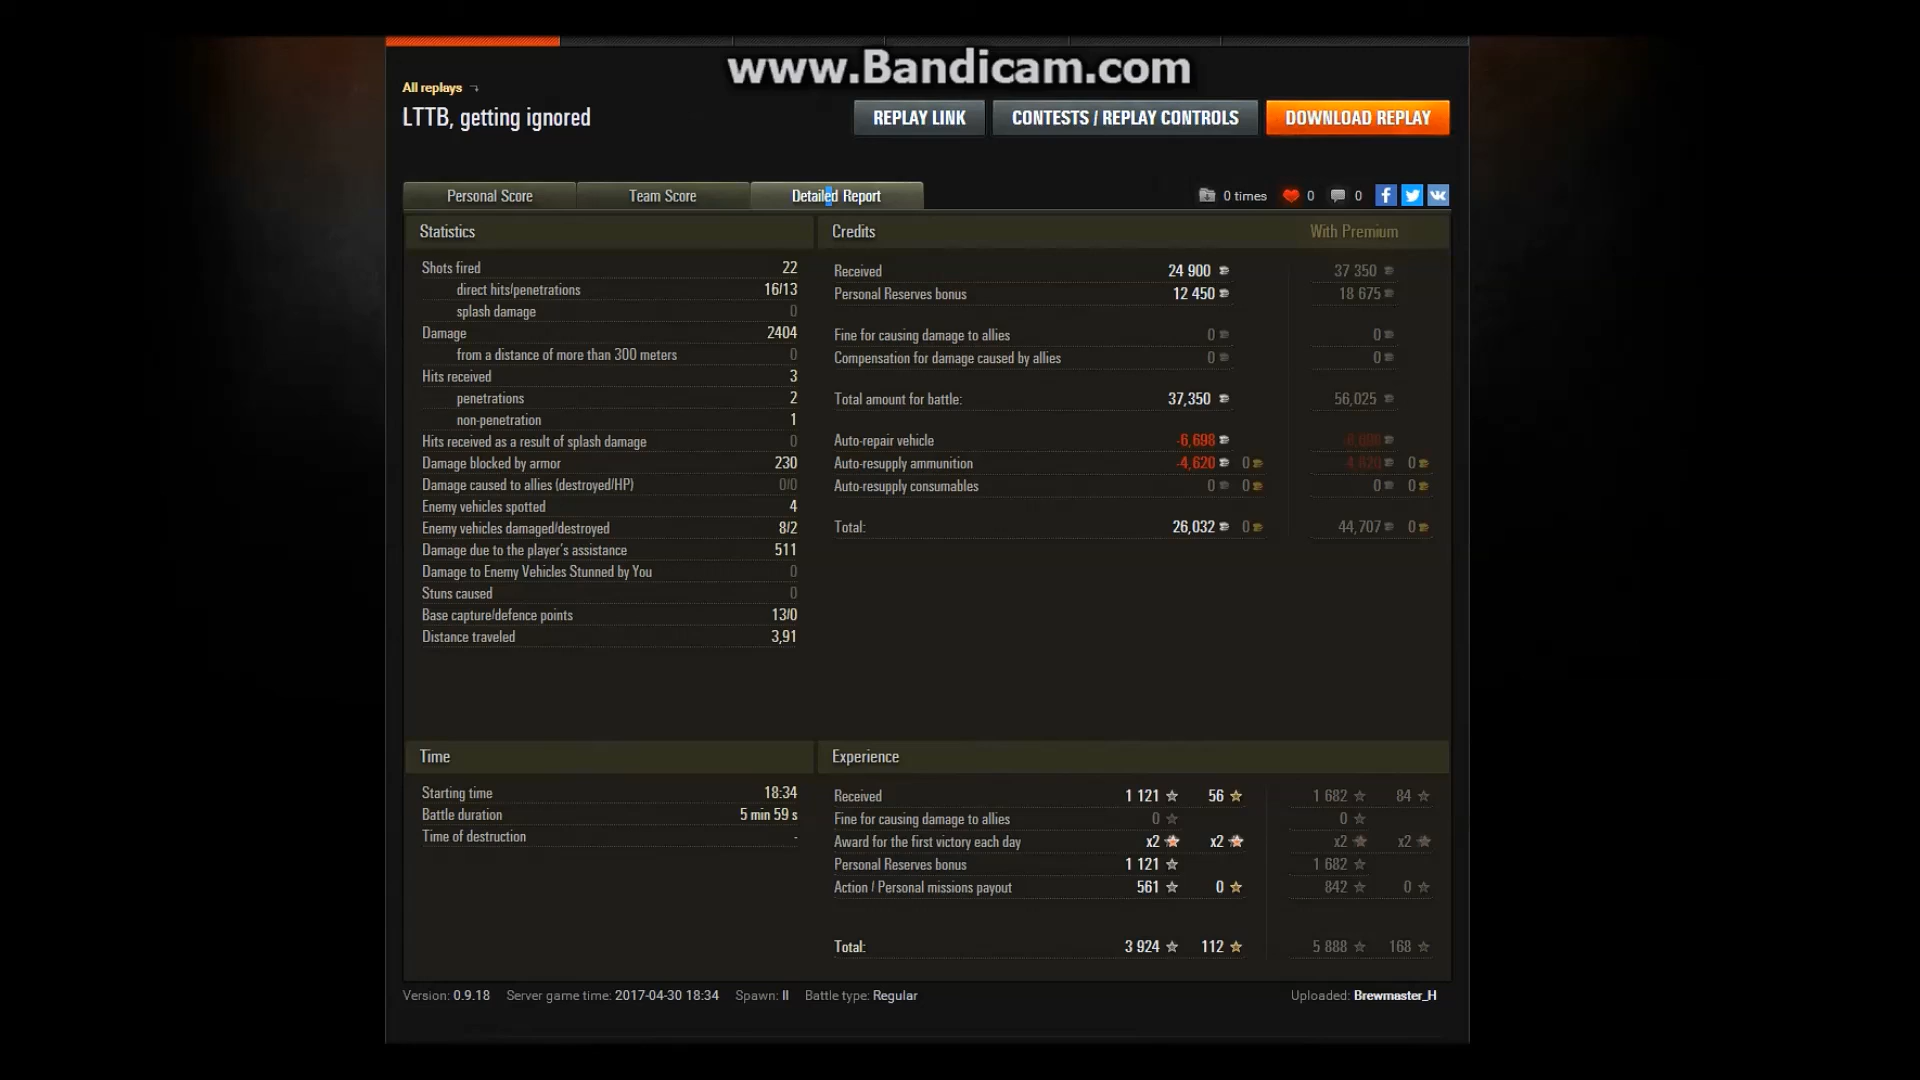 www.Bandicam.com
All replays
LTTB, getting ignored
REPLAY LINK CONTESTS / REPLAY CONTROLS DOWNLOAD REPLAY
Personal Score Team Score Detailed Report 0 times 0 0
Statistics
Shots fired 22
direct hits/penetrations 16/13
splash damage 0
Damage 2404
from a distance of more than 300 meters 0
Hits received 3
penetrations 2
non-penetration 1
Hits received as a result of splash damage 0
Damage blocked by armor 230
Damage caused to allies (destroyed/HP) 0/0
Enemy vehicles spotted 4
Enemy vehicles damaged/destroyed 8/2
Damage due to the player's assistance 511
Damage to Enemy Vehicles Stunned by You 0
Stuns caused 0
Base capture/defence points 13/0
Distance traveled 3,91
Credits With Premium
Received 24 900 37 350
Personal Reserves bonus 12 450 18 675
Fine for causing damage to allies 0 0
Compensation for damage caused by allies 0 0
Total amount for battle: 37,350 56,025
Auto-repair vehicle -6,698 -6,698
Auto-resupply ammunition -4,620 0 -4,620 0
Auto-resupply consumables 0 0 0 0
Total: 26,032 0 44,707 0
Time
Starting time 18:34
Battle duration 5 min 59 s
Time of destruction -
Experience
Received 1 121 56 1 682 84
Fine for causing damage to allies 0 0
Award for the first victory each day x2 x2 x2 x2
Personal Reserves bonus 1 121 1 682
Action / Personal missions payout 561 0 842 0
Total: 3 924 112 5 888 168
Version: 0.9.18 Server game time: 2017-04-30 18:34 Spawn: II Battle type: Regular Uploaded: Brewmaster_H